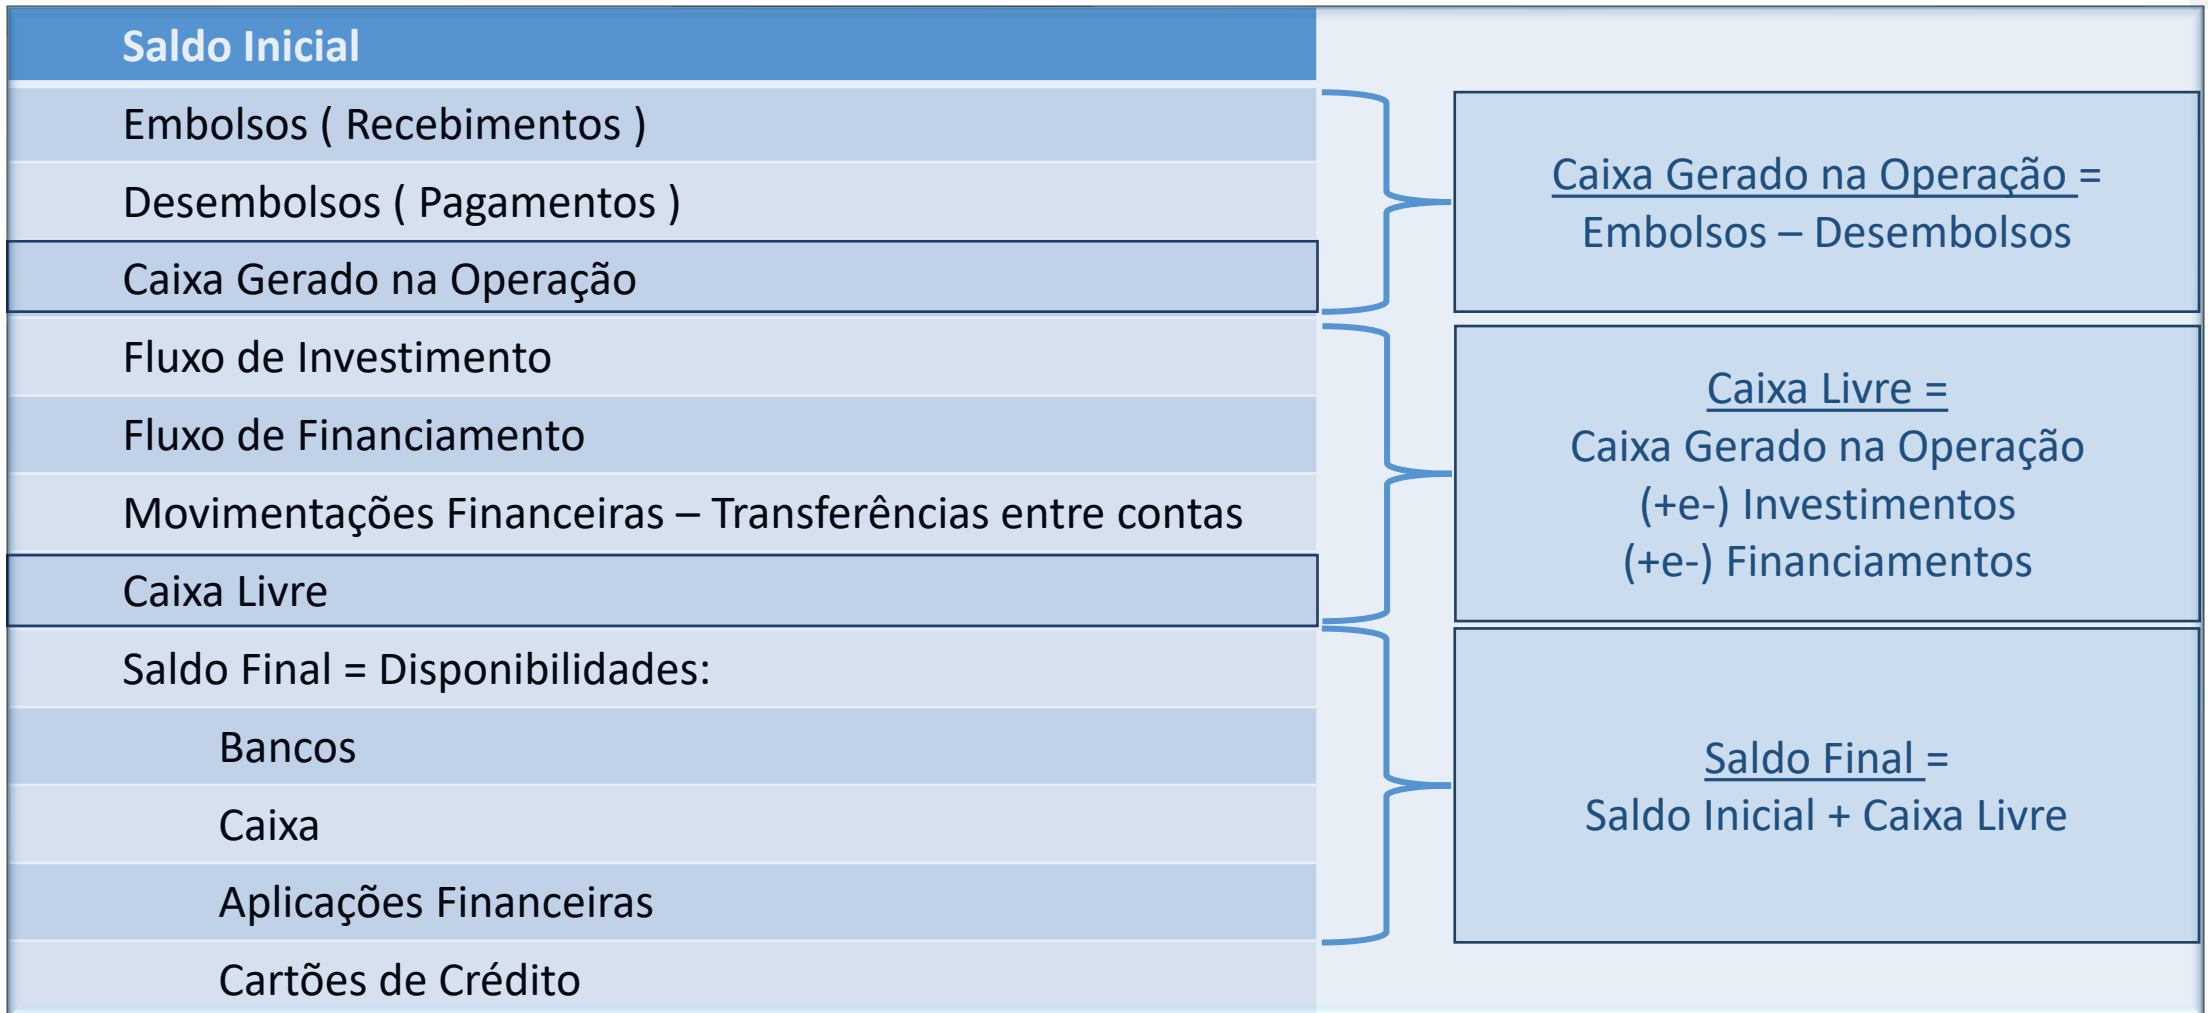 Saldo Inicial
Embolsos ( Recebimentos )
Desembolsos ( Pagamentos )
Caixa Gerado na Operação
Fluxo de Investimento
Fluxo de Financiamento
Movimentações Financeiras – Transferências entre contas
Caixa Livre
Saldo Final = Disponibilidades:
Bancos
Caixa
Aplicações Financeiras
Cartões de Crédito
Caixa Gerado na Operação =
Embolsos – Desembolsos
Caixa Livre =
Caixa Gerado na Operação
(+e-) Investimentos
(+e-) Financiamentos
Saldo Final =
Saldo Inicial + Caixa Livre